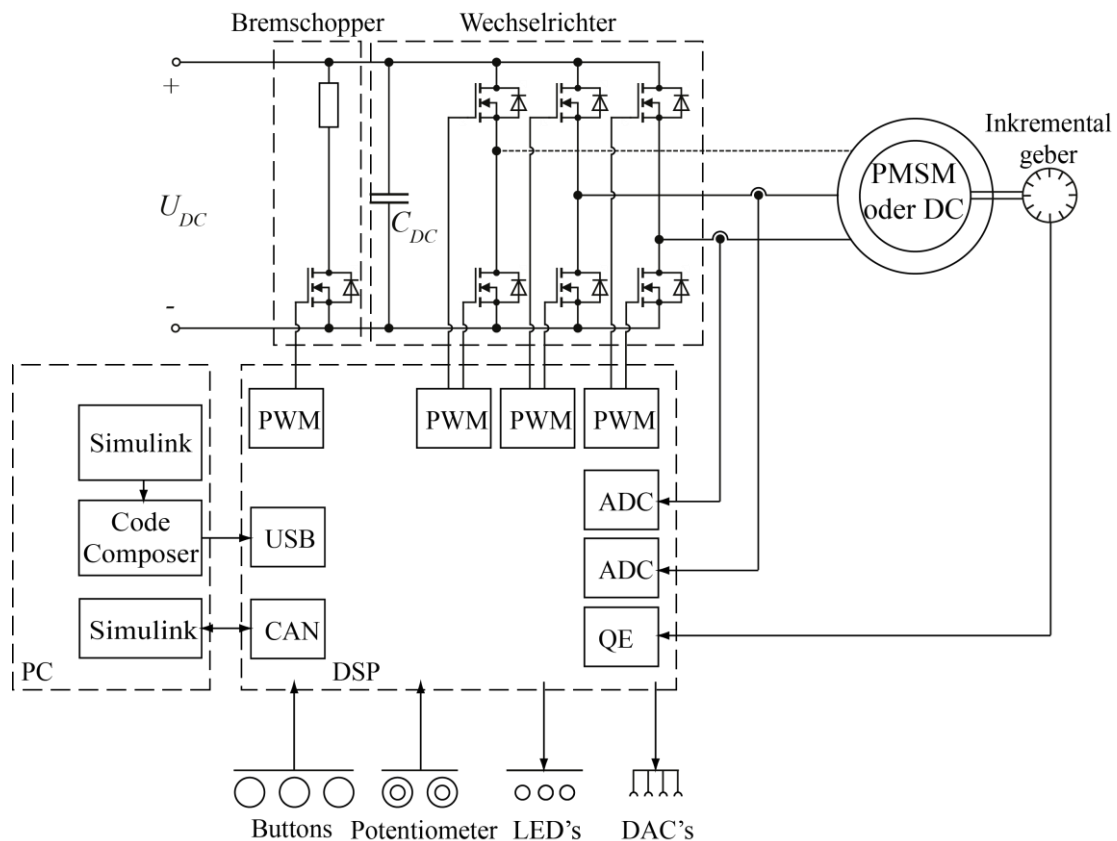 Bremschopper
Wechselrichter
+
U_DC
-
C_DC
PMSM
oder DC
Inkremental
geber
PWM
PWM
PWM
PWM
Simulink
Code
Composer
Simulink
PC
USB
CAN
DSP
ADC
ADC
QE
Buttons
Potentiometer
LED's
DAC's